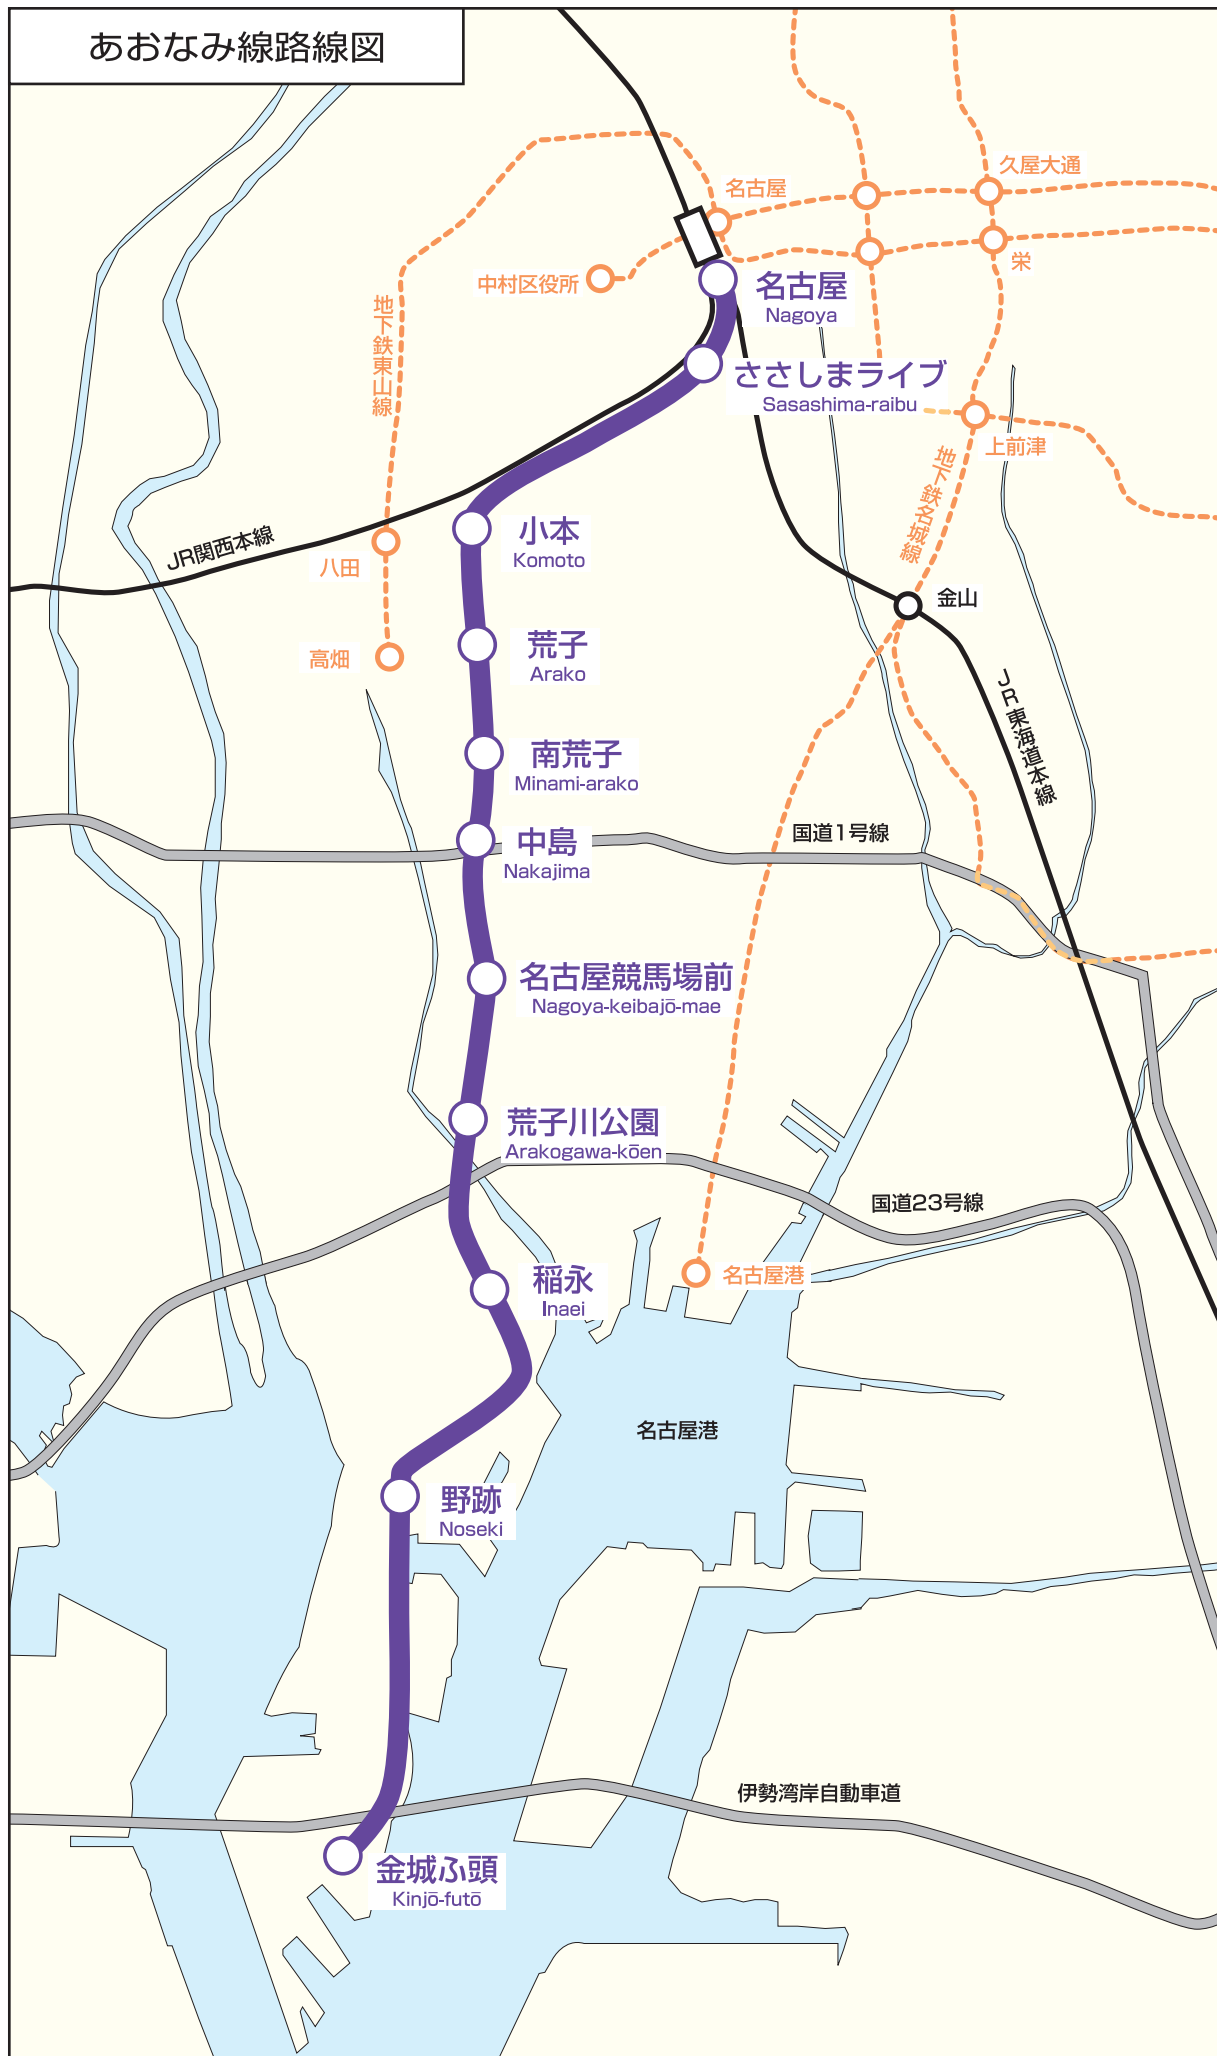 あおなみ線路線図
久屋大通
名古屋
栄
中村区役所
名古屋
Nagoya
地下鉄東山線
ささしまライブ
Sasashima-raibu
上前津
地下鉄名城線
小本
Komoto
JR関西本線
八田
金山
荒子
Arako
高畑
JR東海道本線
南荒子
Minami-arako
国道1号線
中島
Nakajima
名古屋競馬場前
Nagoya-keibajō-mae
荒子川公園
Arakogawa-kōen
国道23号線
名古屋港
稲永
Inaei
名古屋港
野跡
Noseki
伊勢湾岸自動車道
金城ふ頭
Kinjō-futō